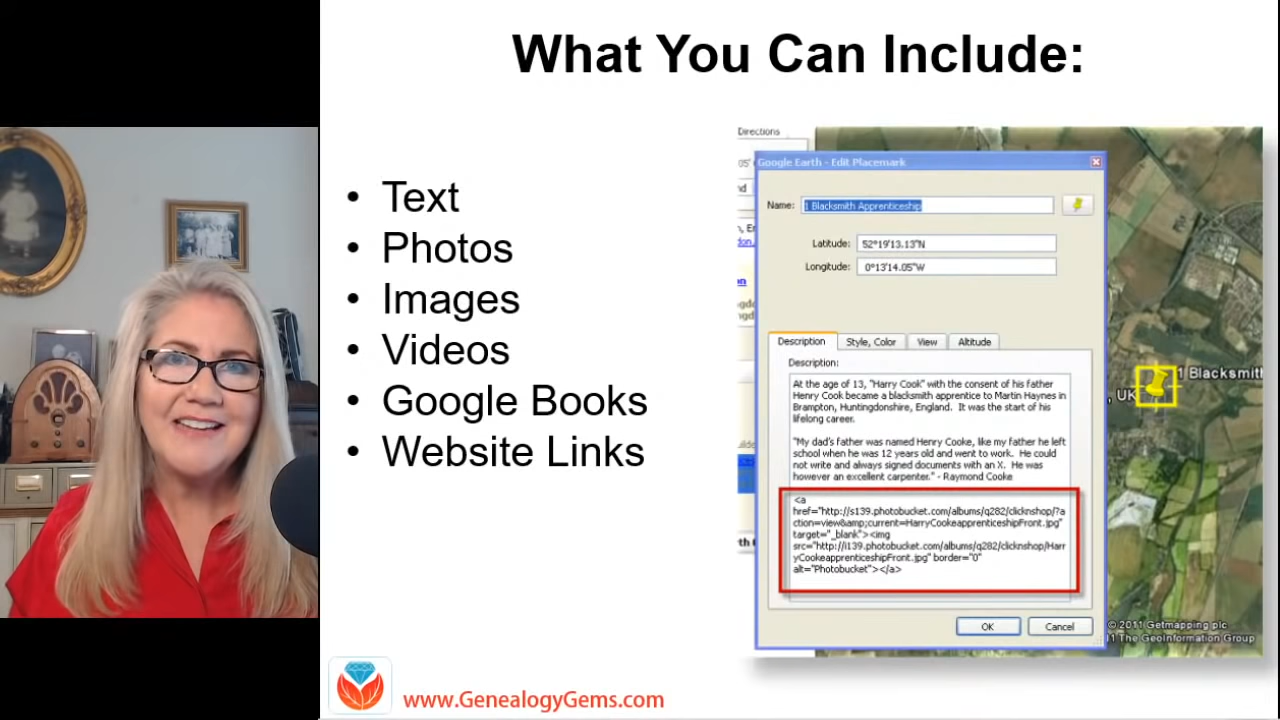 What You Can Include:
• Text
• Photos
• Images
• Videos
• Google Books
• Website Links
Directions
Google Earth - Edit Placemark
Name: 1 Blacksmith Apprenticeship
Latitude: 52°19'13.13"N
Longitude: 0°13'14.05"W
Description Style, Color View Altitude
Description:
At the age of 13, "Harry Cook" with the consent of his father
Henry Cook became a blacksmith apprentice to Martin Haynes in
Brampton, Huntingdonshire, England. It was the start of his
lifelong career.
"My dad's father was named Henry Cooke, like my father he left
school when he was 12 years old and went to work. He could
not write and always signed documents with an X. He was
however an excellent carpenter." - Raymond Cooke
<a
href="http://s139.photobucket.com/albums/q282/clicknshop/?a
ction=view&amp;current=HarryCookeapprenticeshipFront.jpg"
target="_blank"><img
src="http://i139.photobucket.com/albums/q282/clicknshop/Harr
yCookeapprenticeshipFront.jpg" border="0"
alt="Photobucket"></a>
OK Cancel
1 Blacksmith
, UK
© 2011 Getmapping plc
11 The GeoInformation Group
www.GenealogyGems.com